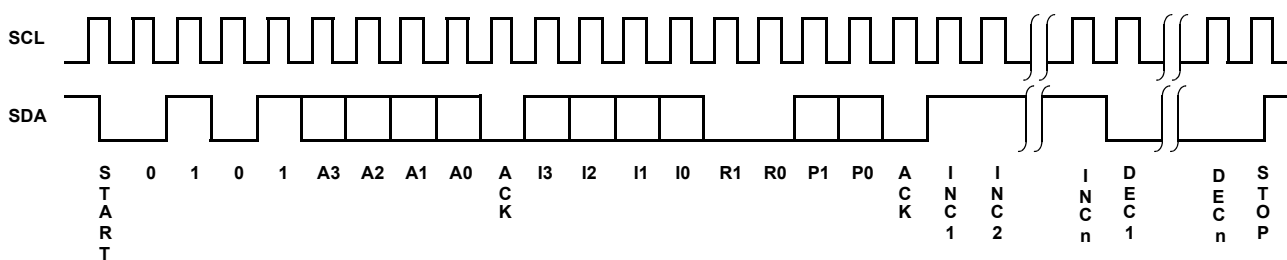 SCL
SDA
START 0 1 0 1 A3 A2 A1 A0 ACK I3 I2 I1 I0 R1 R0 P1 P0 ACK INC1 INC2 INCn DEC1 DECn STOP